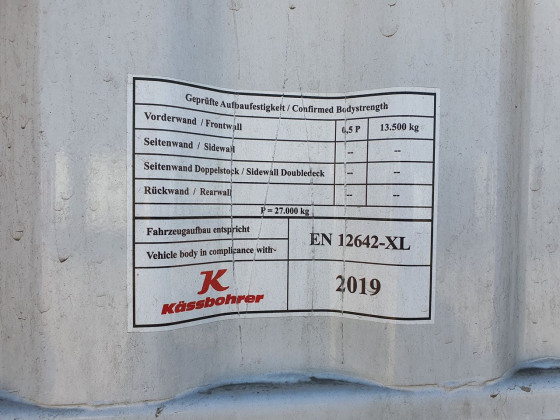 Geprüfte Aufbaufestigkeit / Confirmed Bodystrength
Vorderwand / Frontwall 0,5 P 13.500 kg
Seitenwand / Sidewall -- --
Seitenwand Doppelstock / Sidewall Doubledeck -- --
Rückwand / Rearwall -- --
P = 27.000 kg
Fahrzeugaufbau entspricht
Vehicle body in complicance with~
EN 12642-XL
K
Kässbohrer
2019